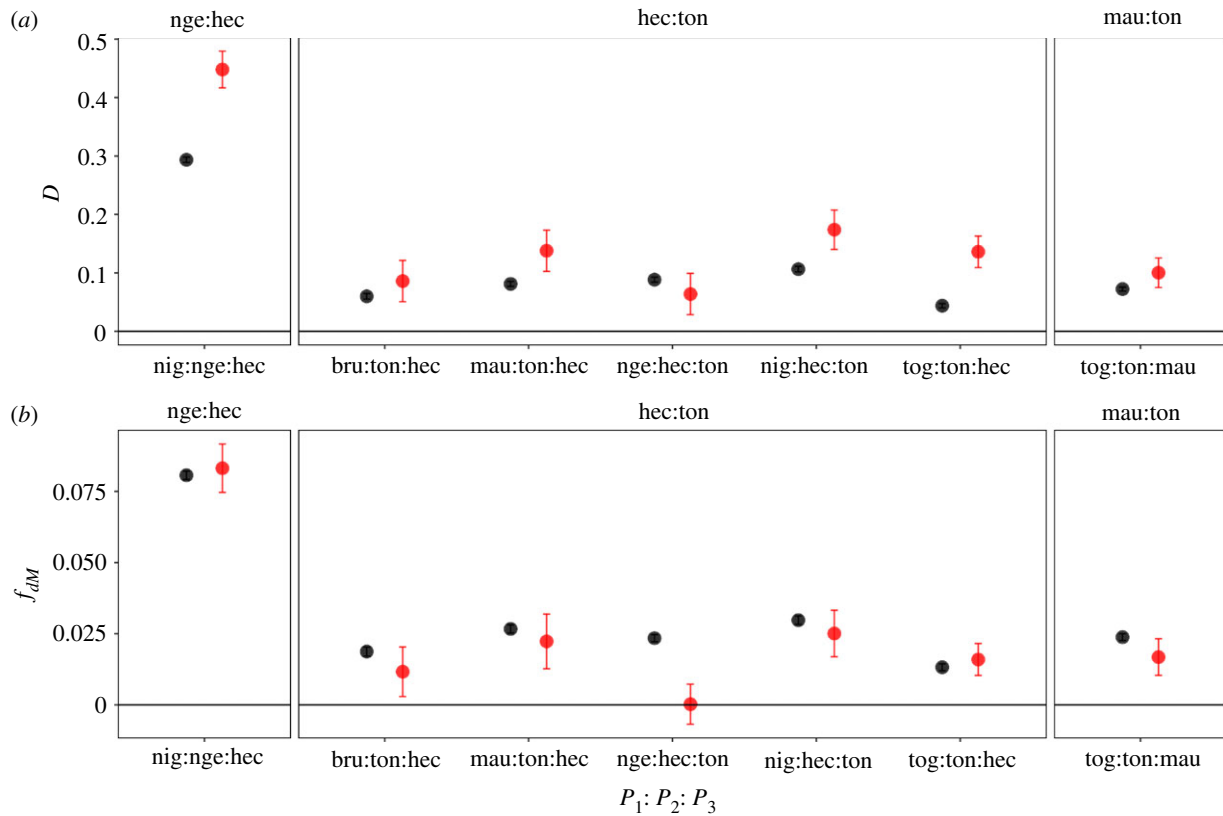 (a)
nge:hec hec:ton mau:ton
0.5
0.4
0.3
D
0.2
0.1
0
nig:nge:hec bru:ton:hec mau:ton:hec nge:hec:ton nig:hec:ton tog:ton:hec tog:ton:mau
(b)
nge:hec hec:ton mau:ton
0.075
0.050
f_dM
0.025
0
nig:nge:hec bru:ton:hec mau:ton:hec nge:hec:ton nig:hec:ton tog:ton:hec tog:ton:mau
P1: P2: P3